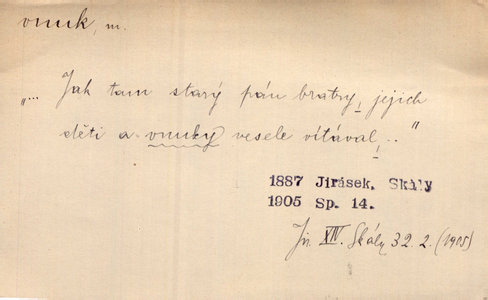 vnuk, m.
"... Jak tam starý pán bratry, jejich
děti a vnuky vesele vítával,.."
1887 Jirásek, Skály
1905 Sp. 14.
Jir. XIV. Skály 32. 2. (1905)